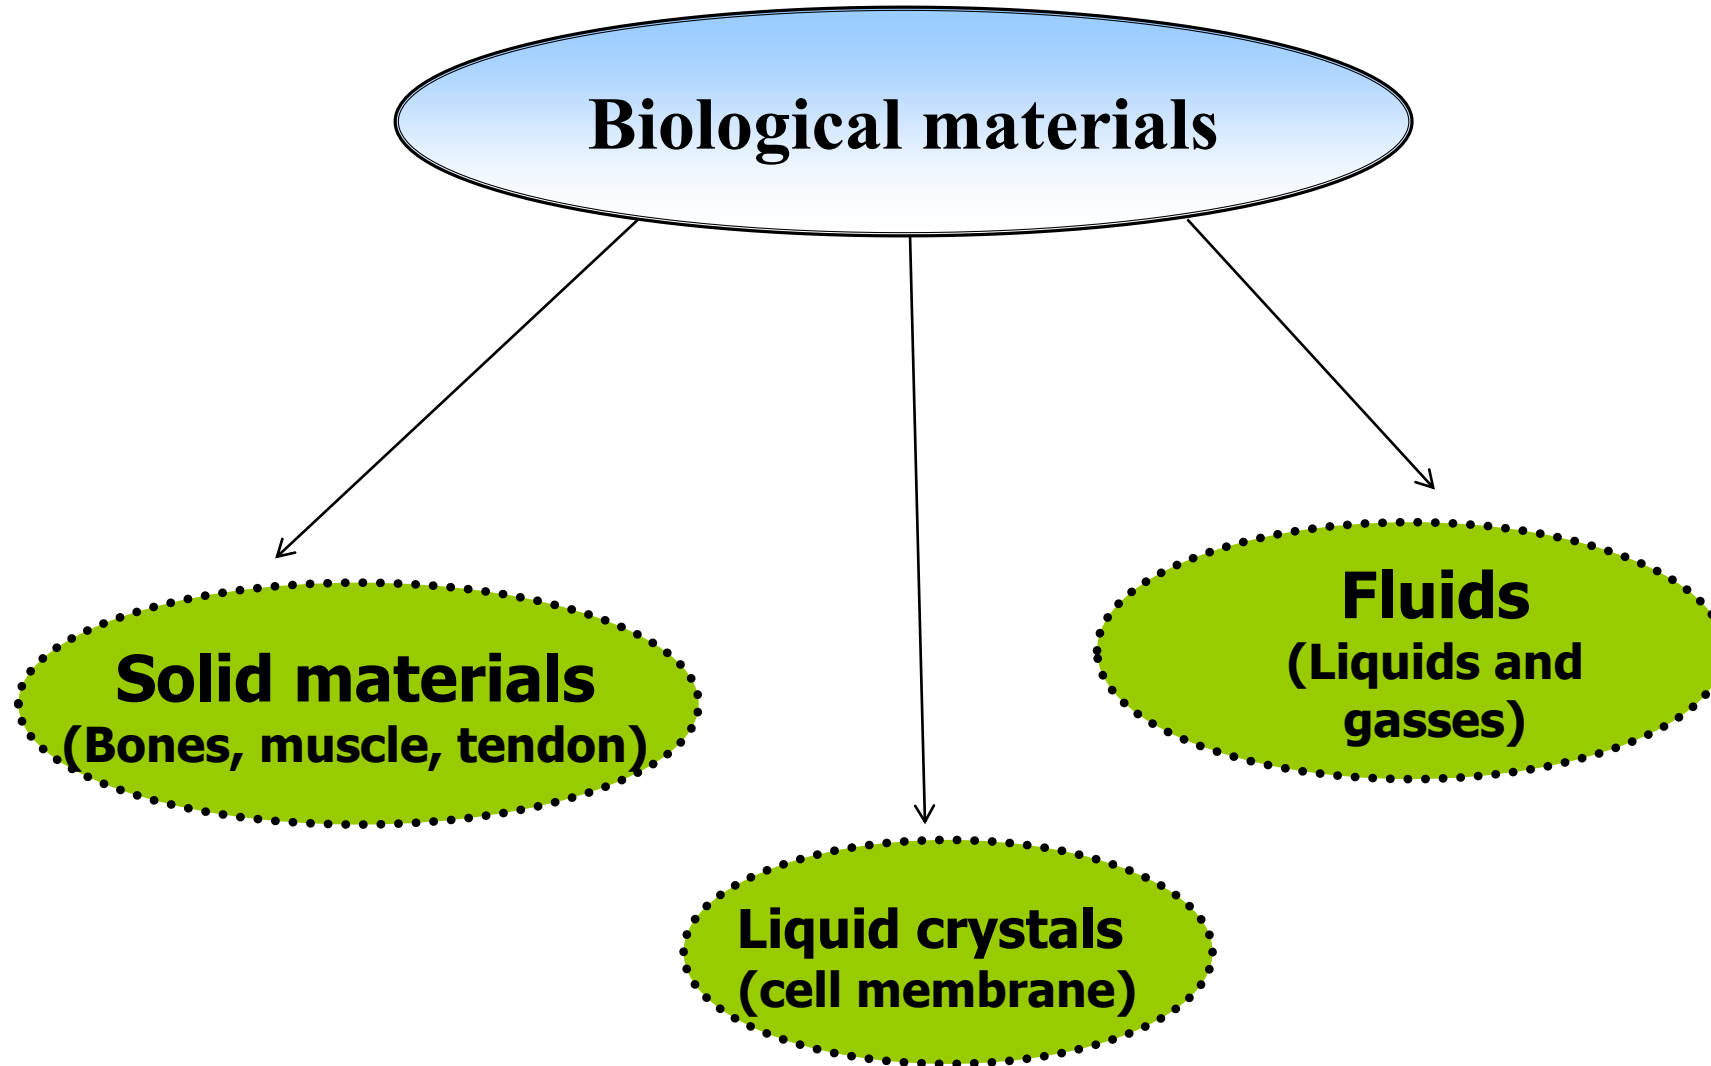 Biological materials
Solid materials
(Bones, muscle, tendon)
Liquid crystals
(cell membrane)
Fluids
(Liquids and
gasses)